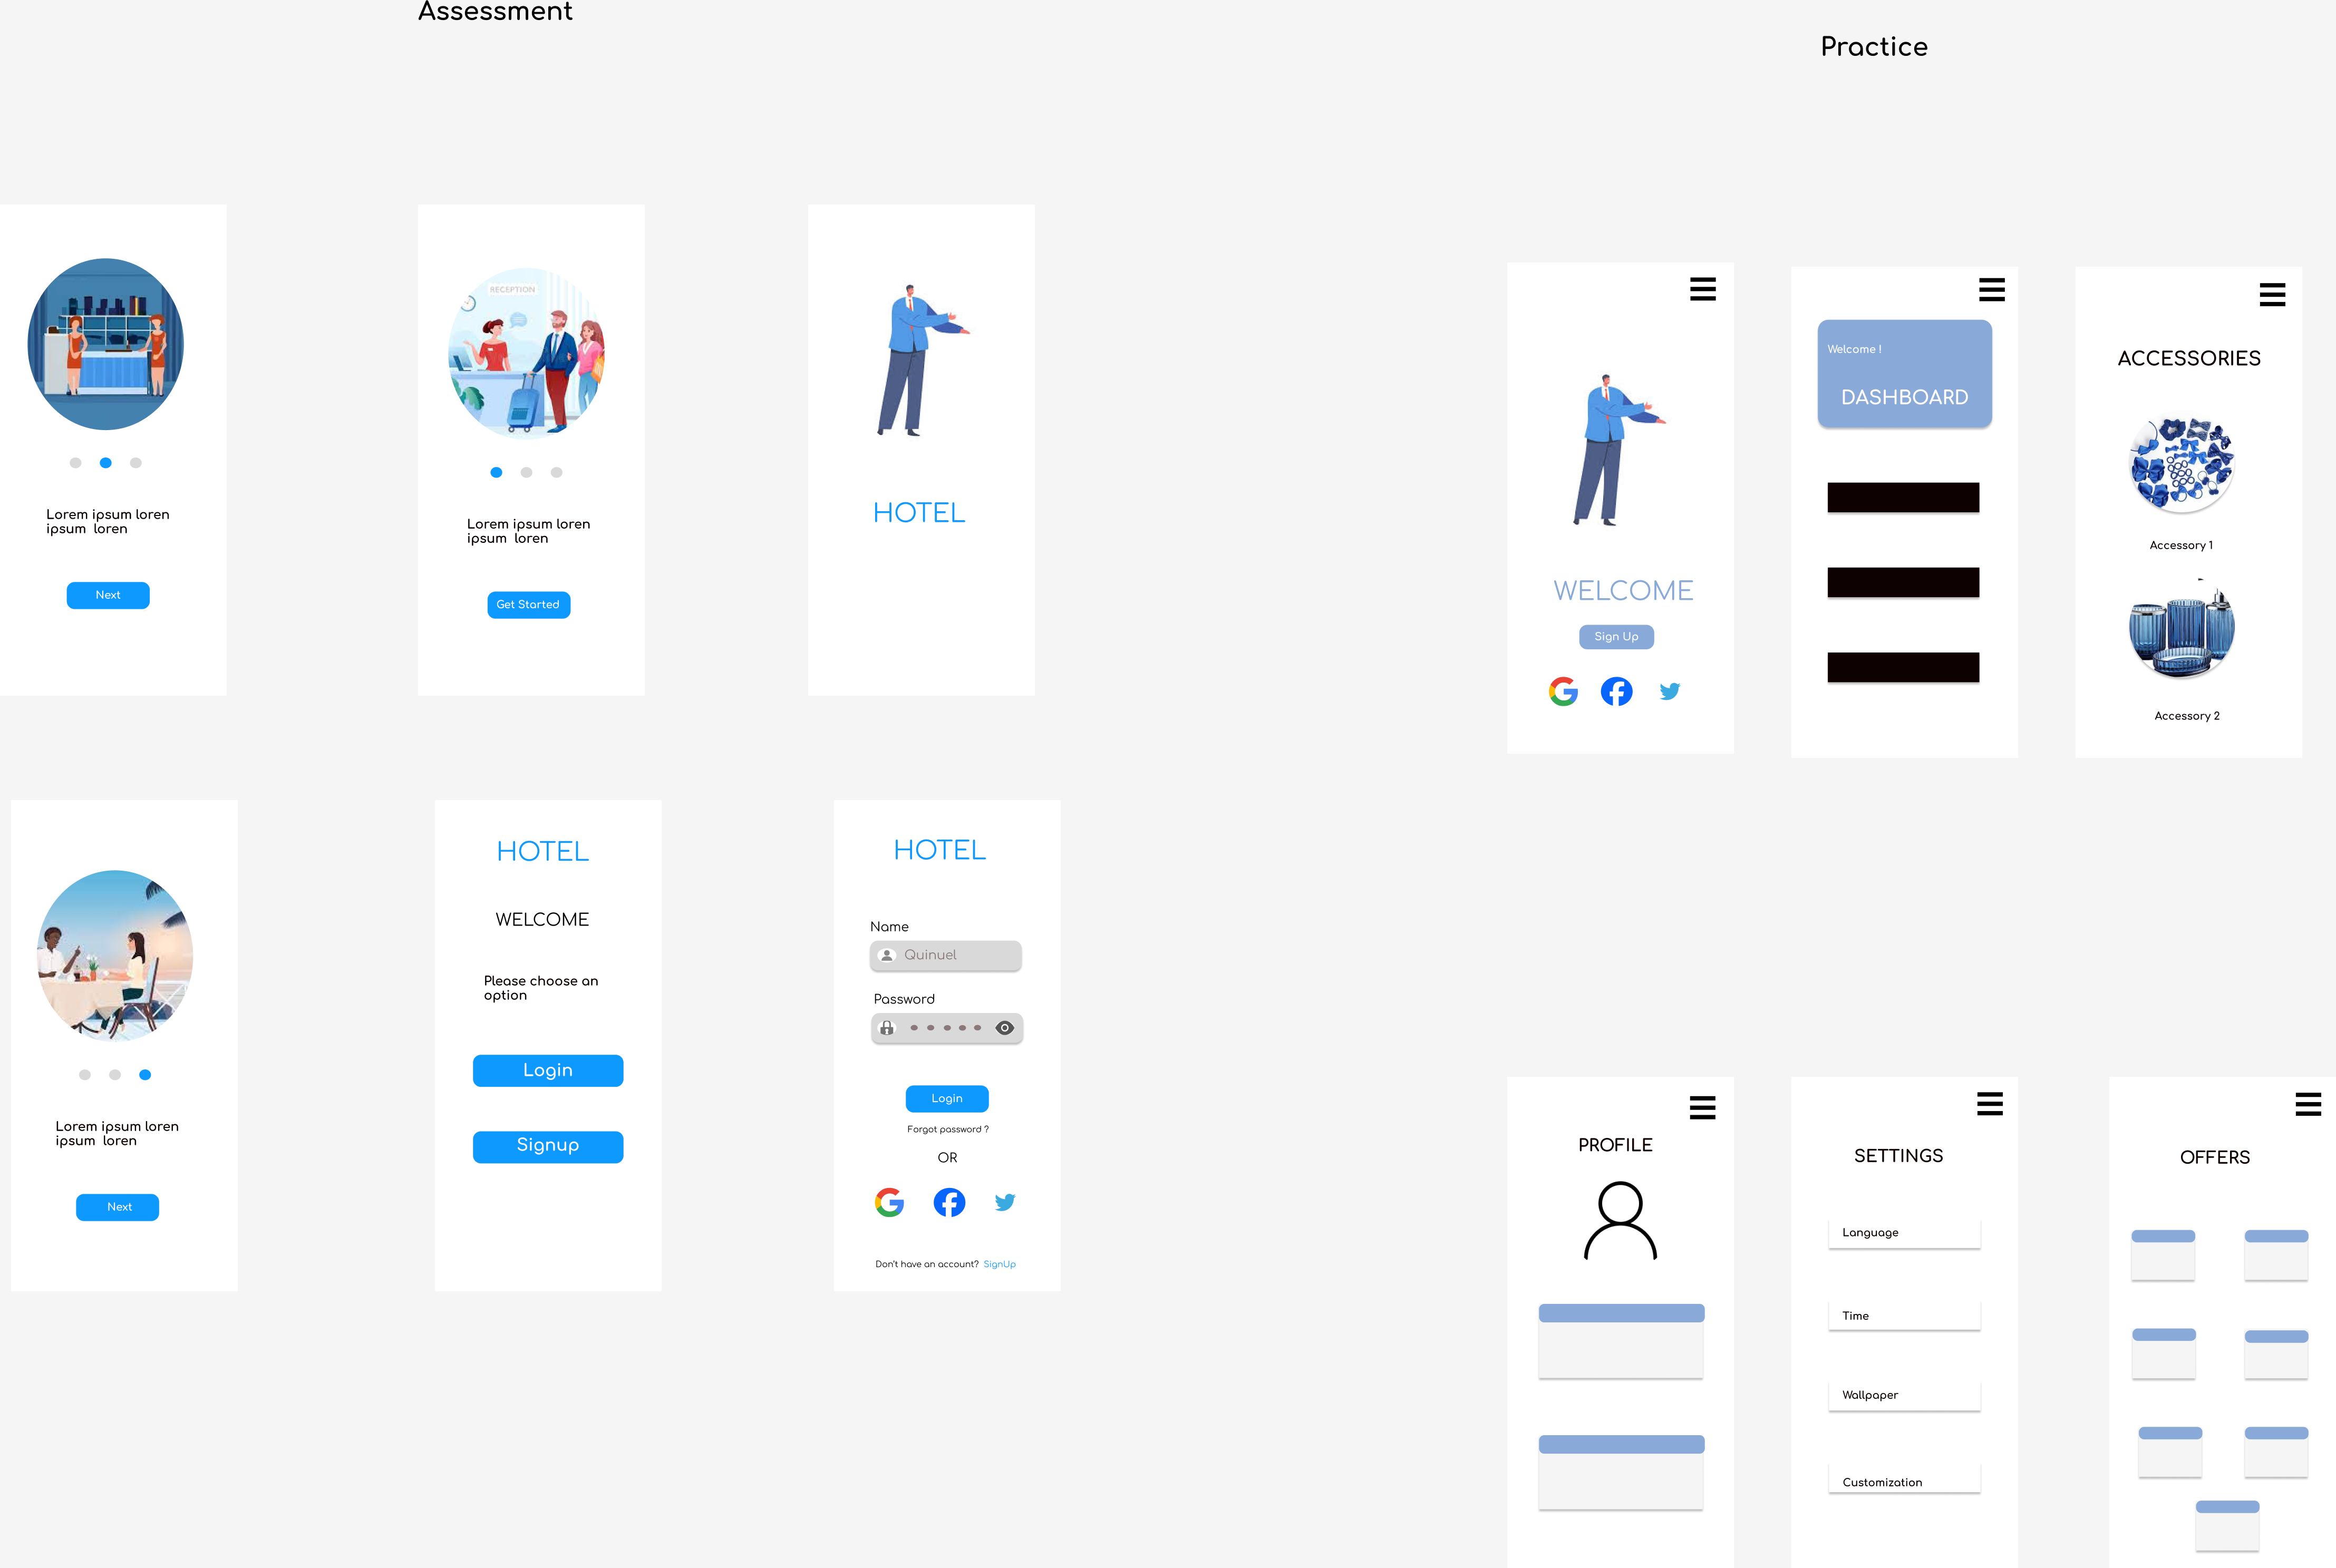 Assessment
Practice
Lorem ipsum loren
ipsum  loren
Next
RECEPTION
Lorem ipsum loren
ipsum  loren
Get Started
HOTEL
WELCOME
Sign Up
Welcome !
DASHBOARD
ACCESSORIES
Accessory 1
Accessory 2
Lorem ipsum loren
ipsum  loren
Next
HOTEL
WELCOME
Please choose an
option
Login
Signup
HOTEL
Name
Quinuel
Password
Login
Forgot password ?
OR
Don't have an account?  SignUp
PROFILE
SETTINGS
Language
Time
Wallpaper
Customization
OFFERS